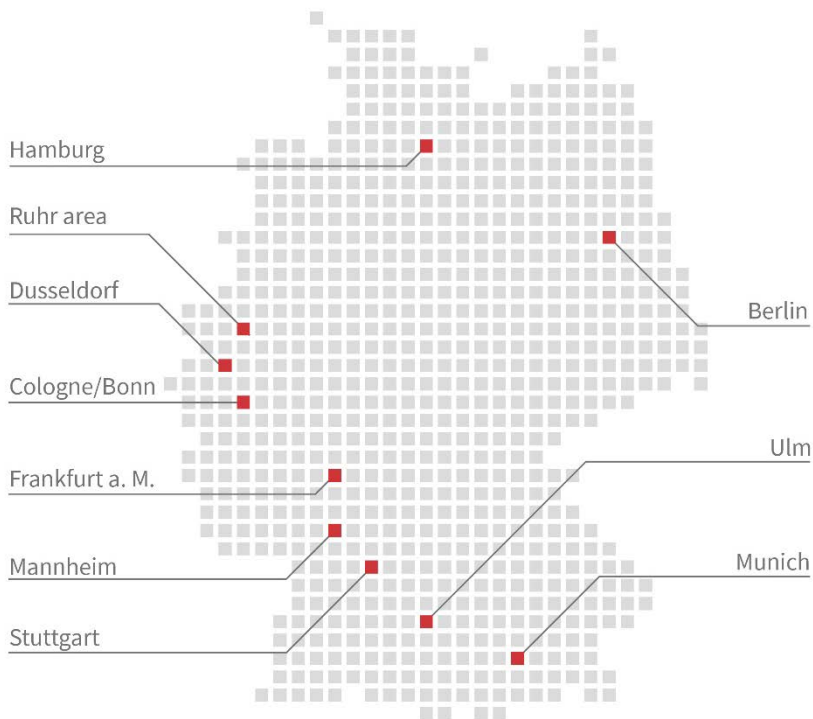 Hamburg
Ruhr area
Dusseldorf
Berlin
Cologne/Bonn
Ulm
Frankfurt a. M.
Mannheim
Munich
Stuttgart